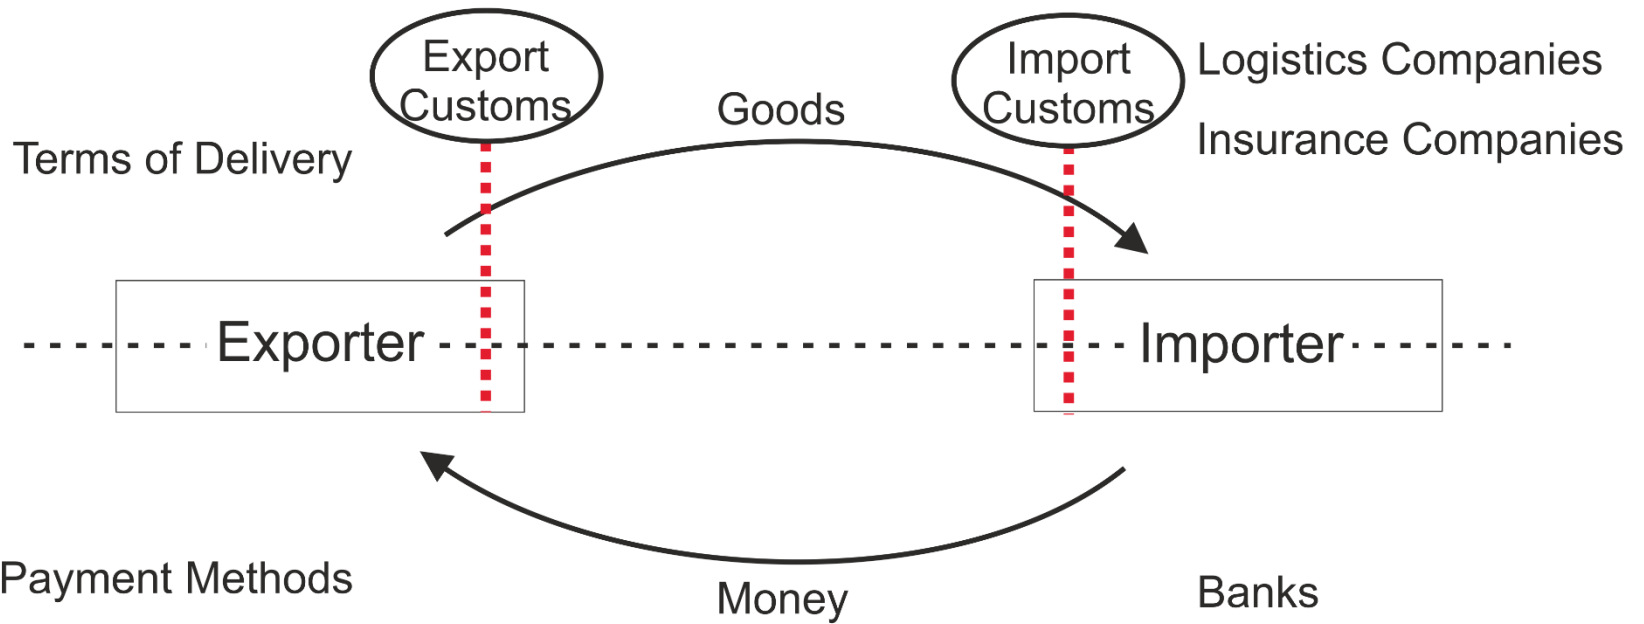 Export
Customs
Import
Customs
Logistics Companies
Goods
Insurance Companies
Terms of Delivery
Exporter
Importer
Payment Methods
Money
Banks